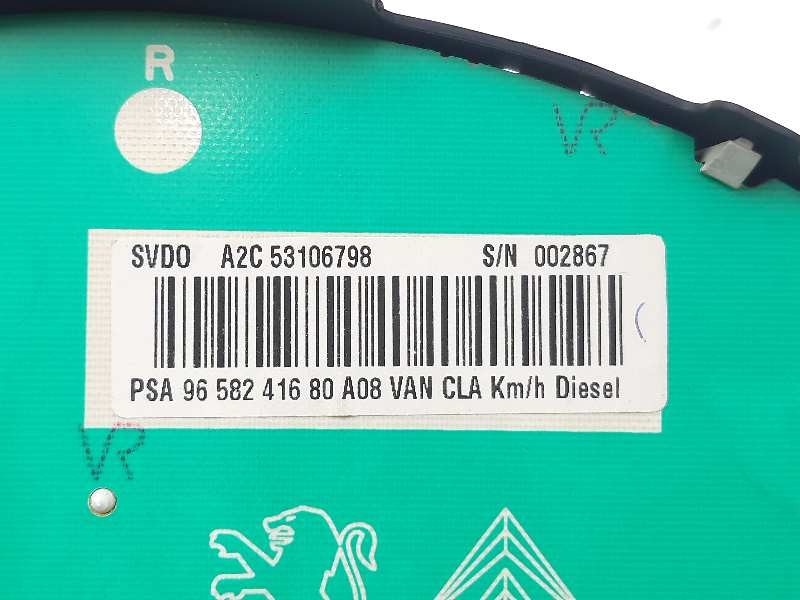 R
VR
SVDO A2C 53106798 S/N 002867
PSA 96 582 416 80 A08 VAN CLA Km/h Diesel
VR